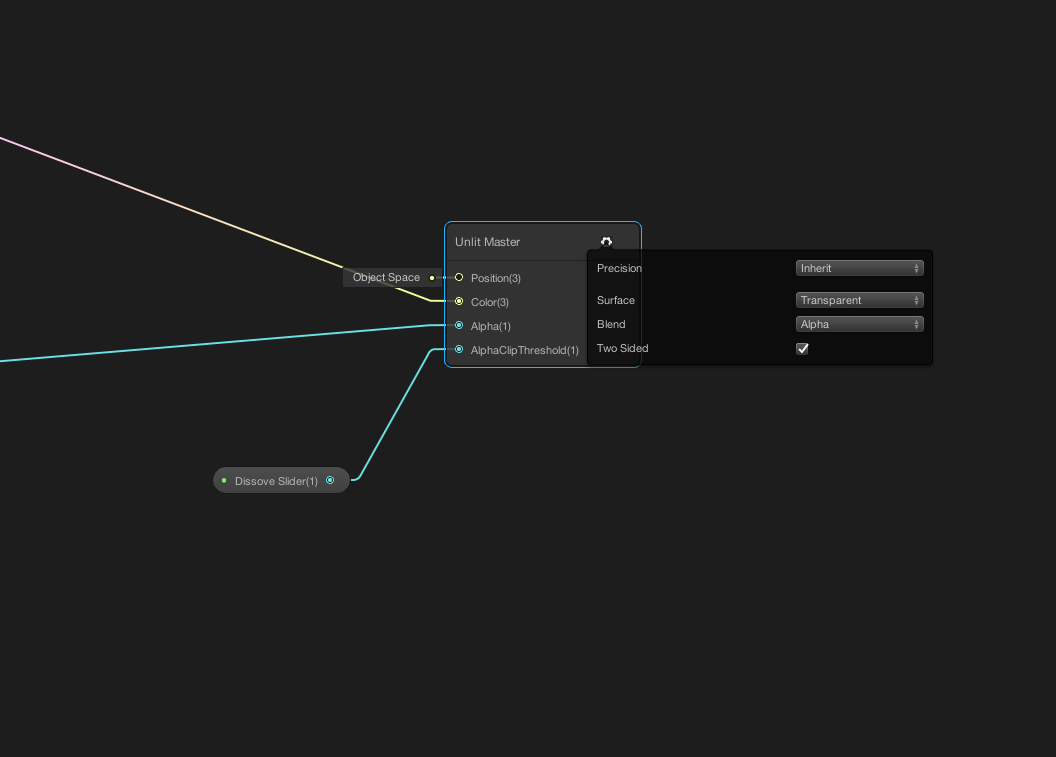 Unlit Master
Object Space
Position(3)
Color(3)
Alpha(1)
AlphaClipThreshold(1)
Precision Inherit
Surface Transparent
Blend Alpha
Two Sided
Dissove Slider(1)